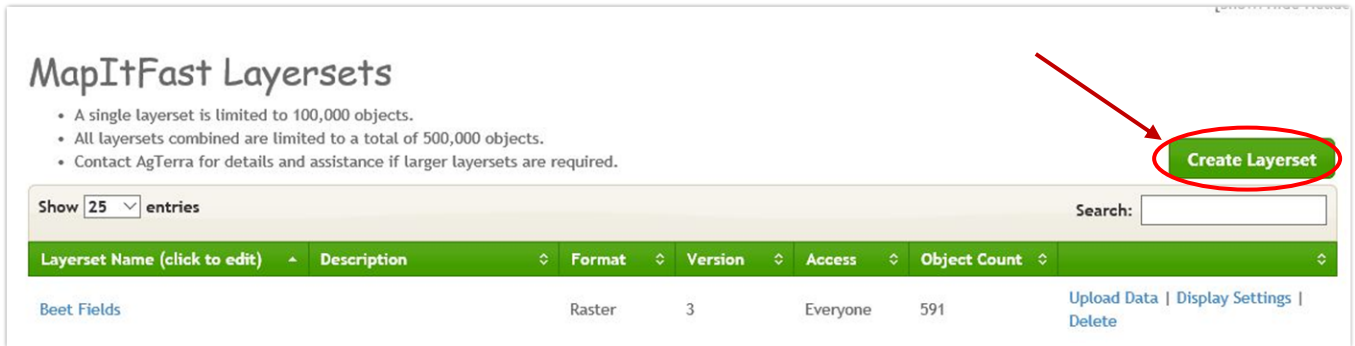 MapItFast Layersets
• A single layerset is limited to 100,000 objects.
• All layersets combined are limited to a total of 500,000 objects.
• Contact AgTerra for details and assistance if larger layersets are required.
Create Layerset
Show 25 entries
Search:
Layerset Name (click to edit) Description Format Version Access Object Count
Beet Fields Raster 3 Everyone 591 Upload Data | Display Settings |
Delete